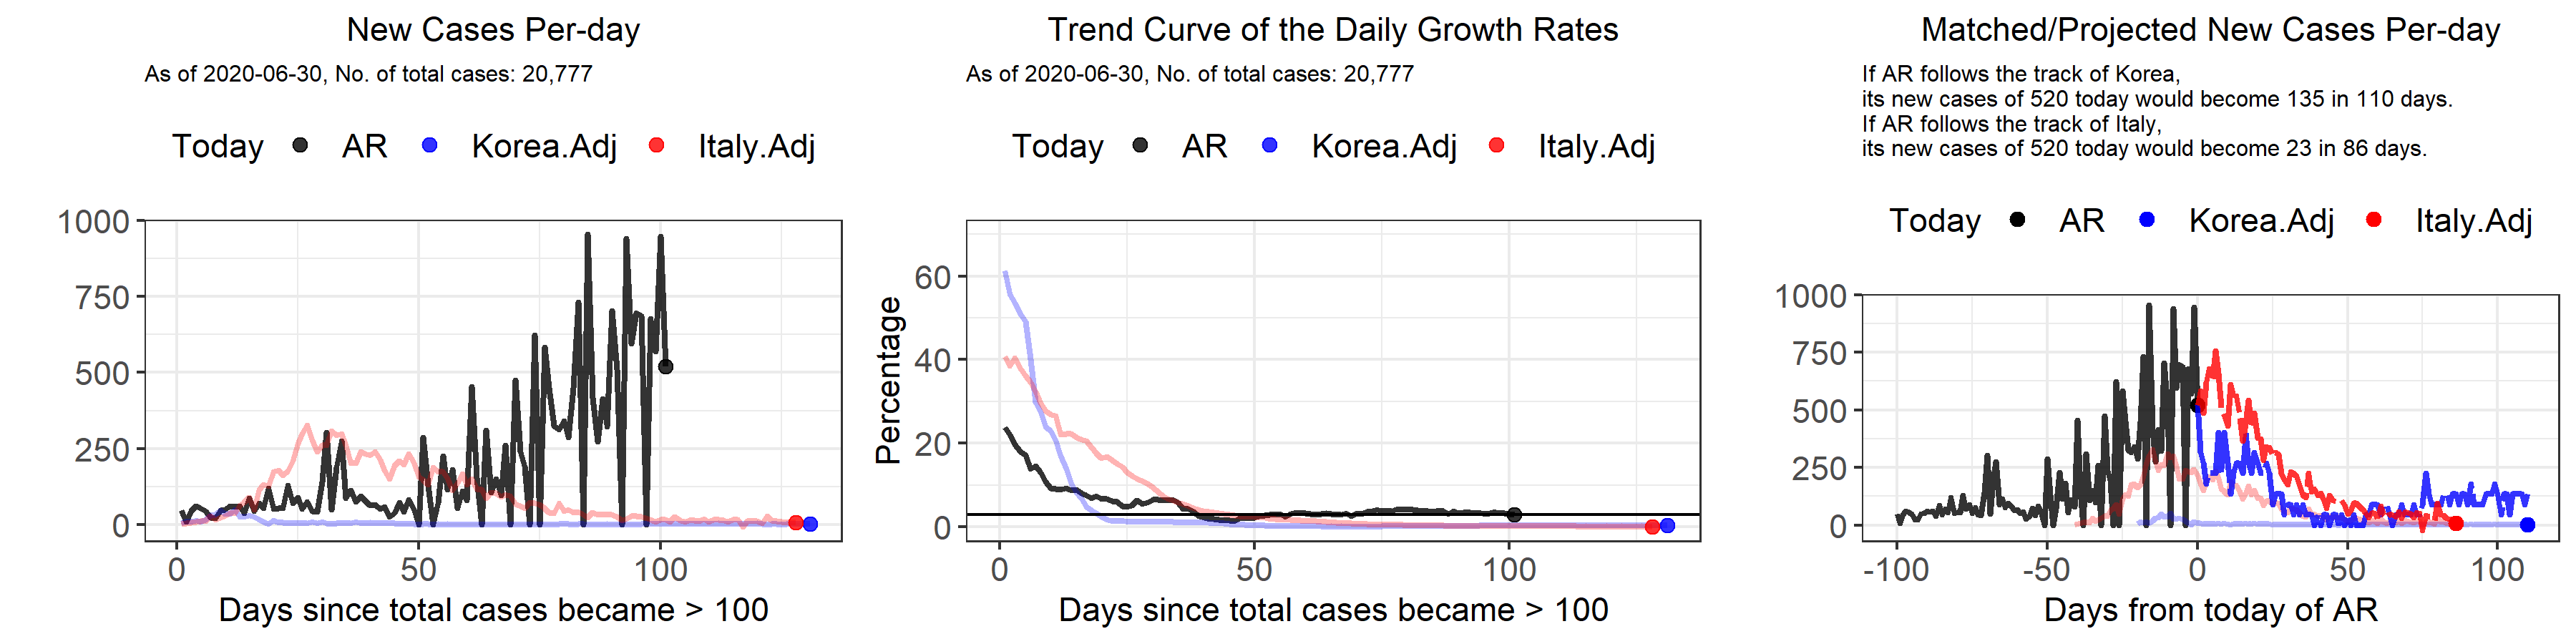 New Cases Per-day
As of 2020-06-30, No. of total cases: 20,777
Today AR Korea.Adj Italy.Adj
1000
750
500
250
0
0 50 100
Days since total cases became > 100
Trend Curve of the Daily Growth Rates
As of 2020-06-30, No. of total cases: 20,777
Today AR Korea.Adj Italy.Adj
Percentage
60
40
20
0
0 50 100
Days since total cases became > 100
Matched/Projected New Cases Per-day
If AR follows the track of Korea,
its new cases of 520 today would become 135 in 110 days.
If AR follows the track of Italy,
its new cases of 520 today would become 23 in 86 days.
Today AR Korea.Adj Italy.Adj
1000
750
500
250
0
-100 -50 0 50 100
Days from today of AR